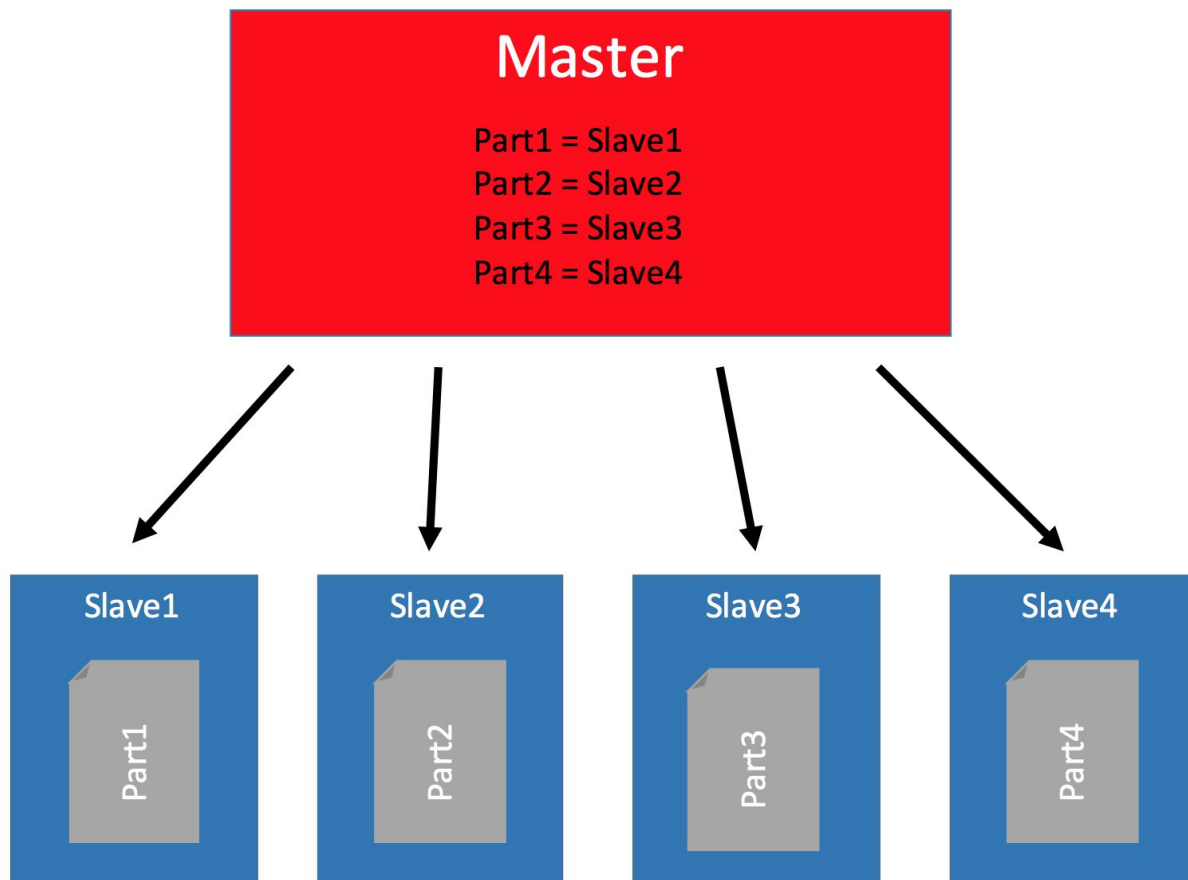 Master
Part1 = Slave1
Part2 = Slave2
Part3 = Slave3
Part4 = Slave4
Slave1
Slave2
Slave3
Slave4
Part1
Part2
Part3
Part4